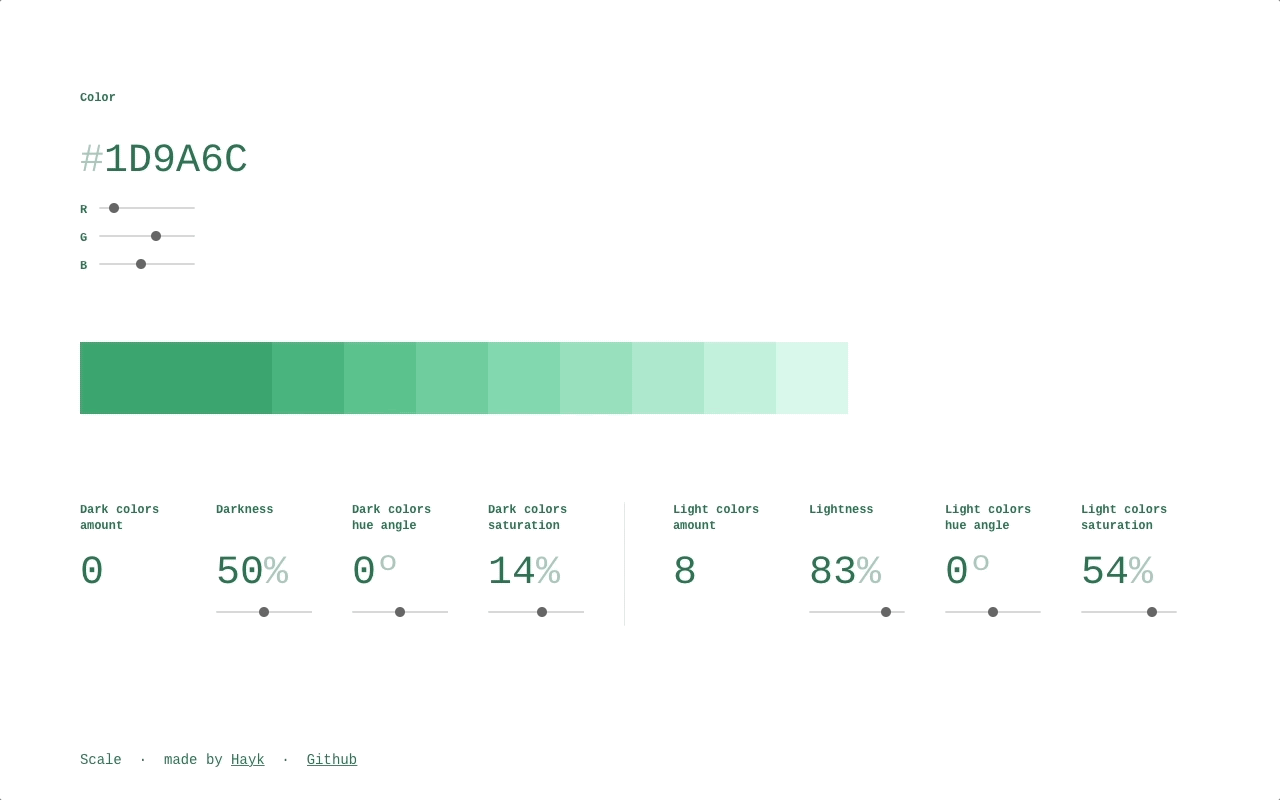 Color
#1D9A6C
R
G
B
Dark colors amount
Darkness
Dark colors hue angle
Dark colors saturation
Light colors amount
Lightness
Light colors hue angle
Light colors saturation
0
50%
0º
14%
8
83%
0º
54%
Scale · made by Hayk · Github